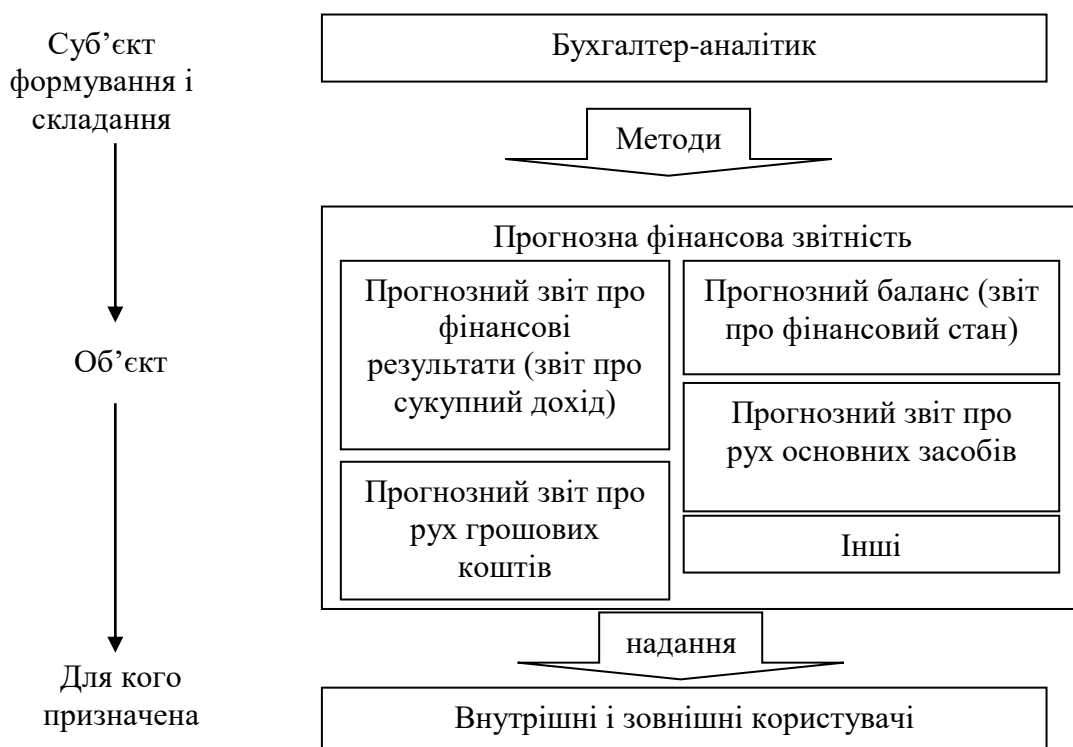 Суб’єкт
формування і
складання
Бухгалтер-аналітик
Методи
Прогнозна фінансова звітність
Прогнозний звіт про
фінансові
результати (звіт про
сукупний дохід)
Прогнозний баланс (звіт
про фінансовий стан)
Об’єкт
Прогнозний звіт про
рух основних засобів
Прогнозний звіт про
рух грошових
коштів
Інші
надання
Для кого
призначена
Внутрішні і зовнішні користувачі